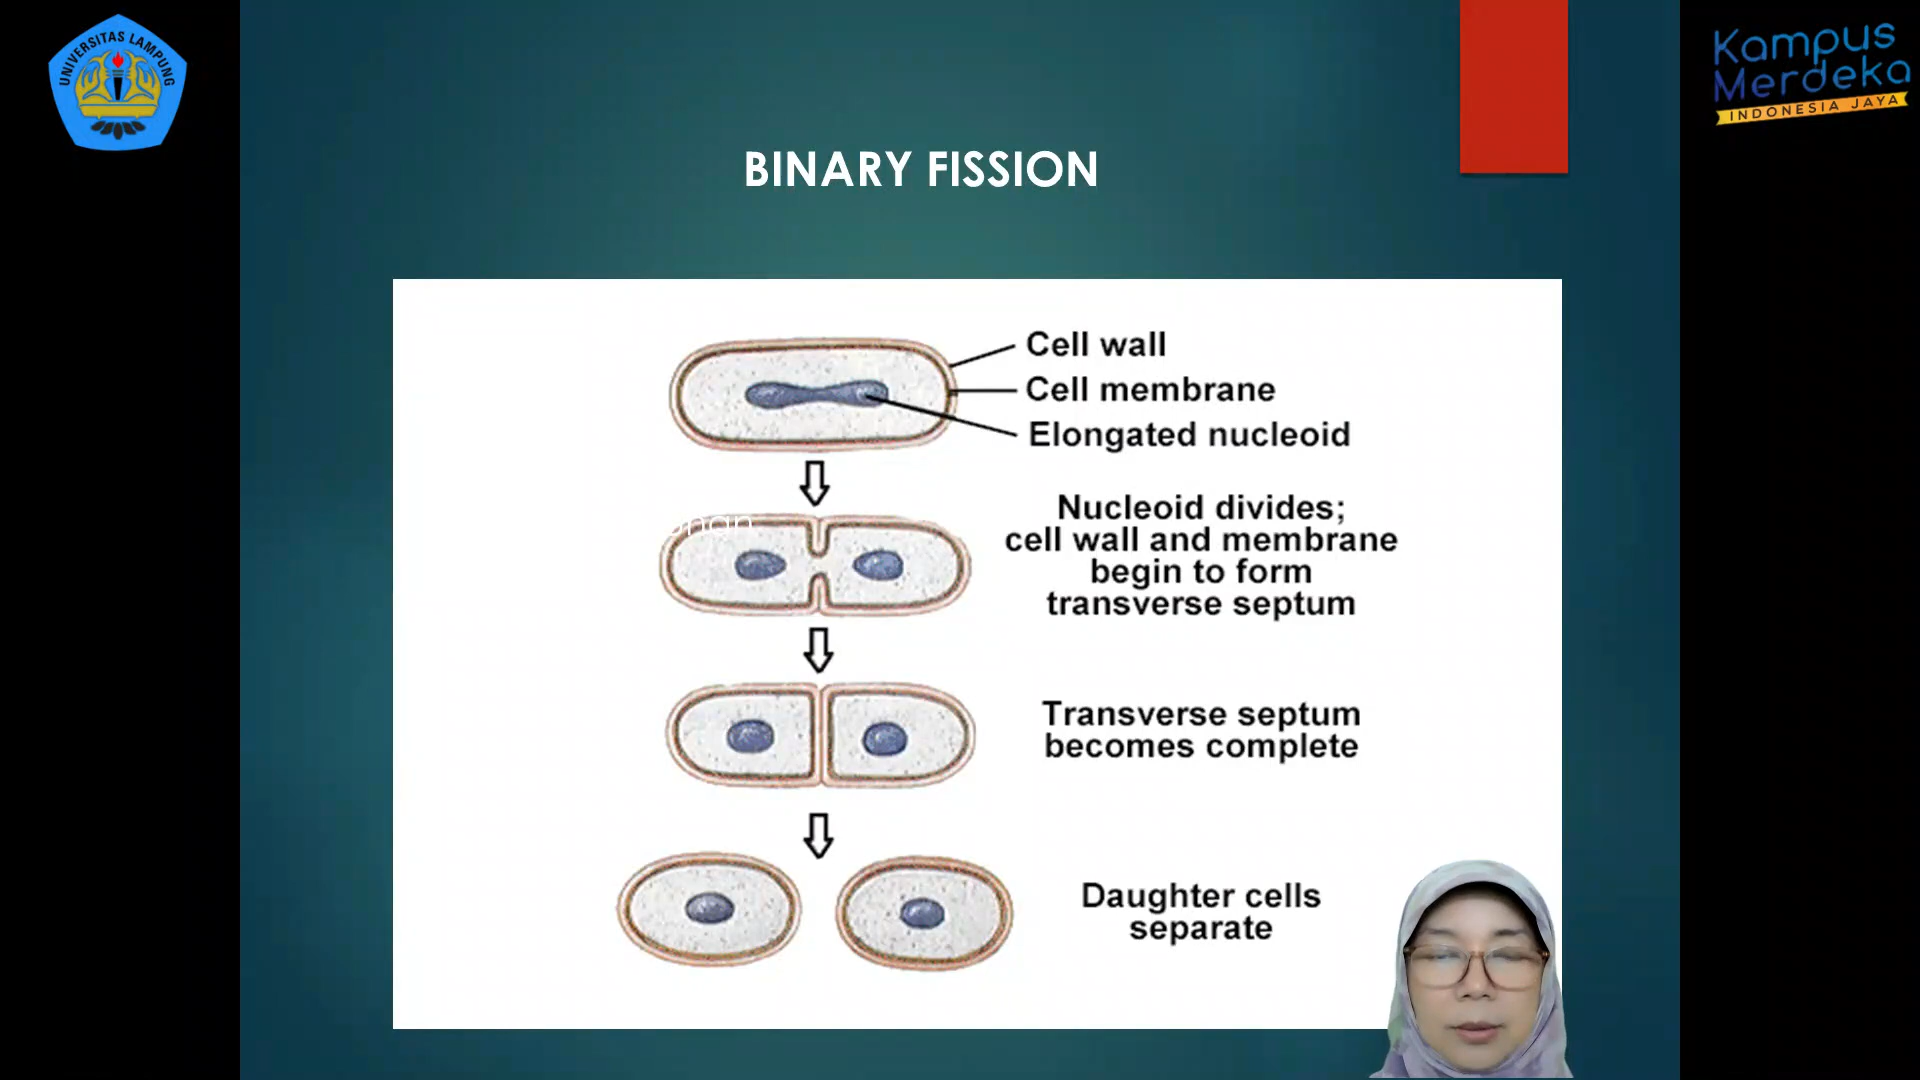 UNIVERSITAS LAMPUNG
Kampus
Merdeka
INDONESIA JAYA
BINARY FISSION
Cell wall
Cell membrane
Elongated nucleoid
Nucleoid divides;
cell wall and membrane
begin to form
transverse septum
Transverse septum
becomes complete
Daughter cells
separate